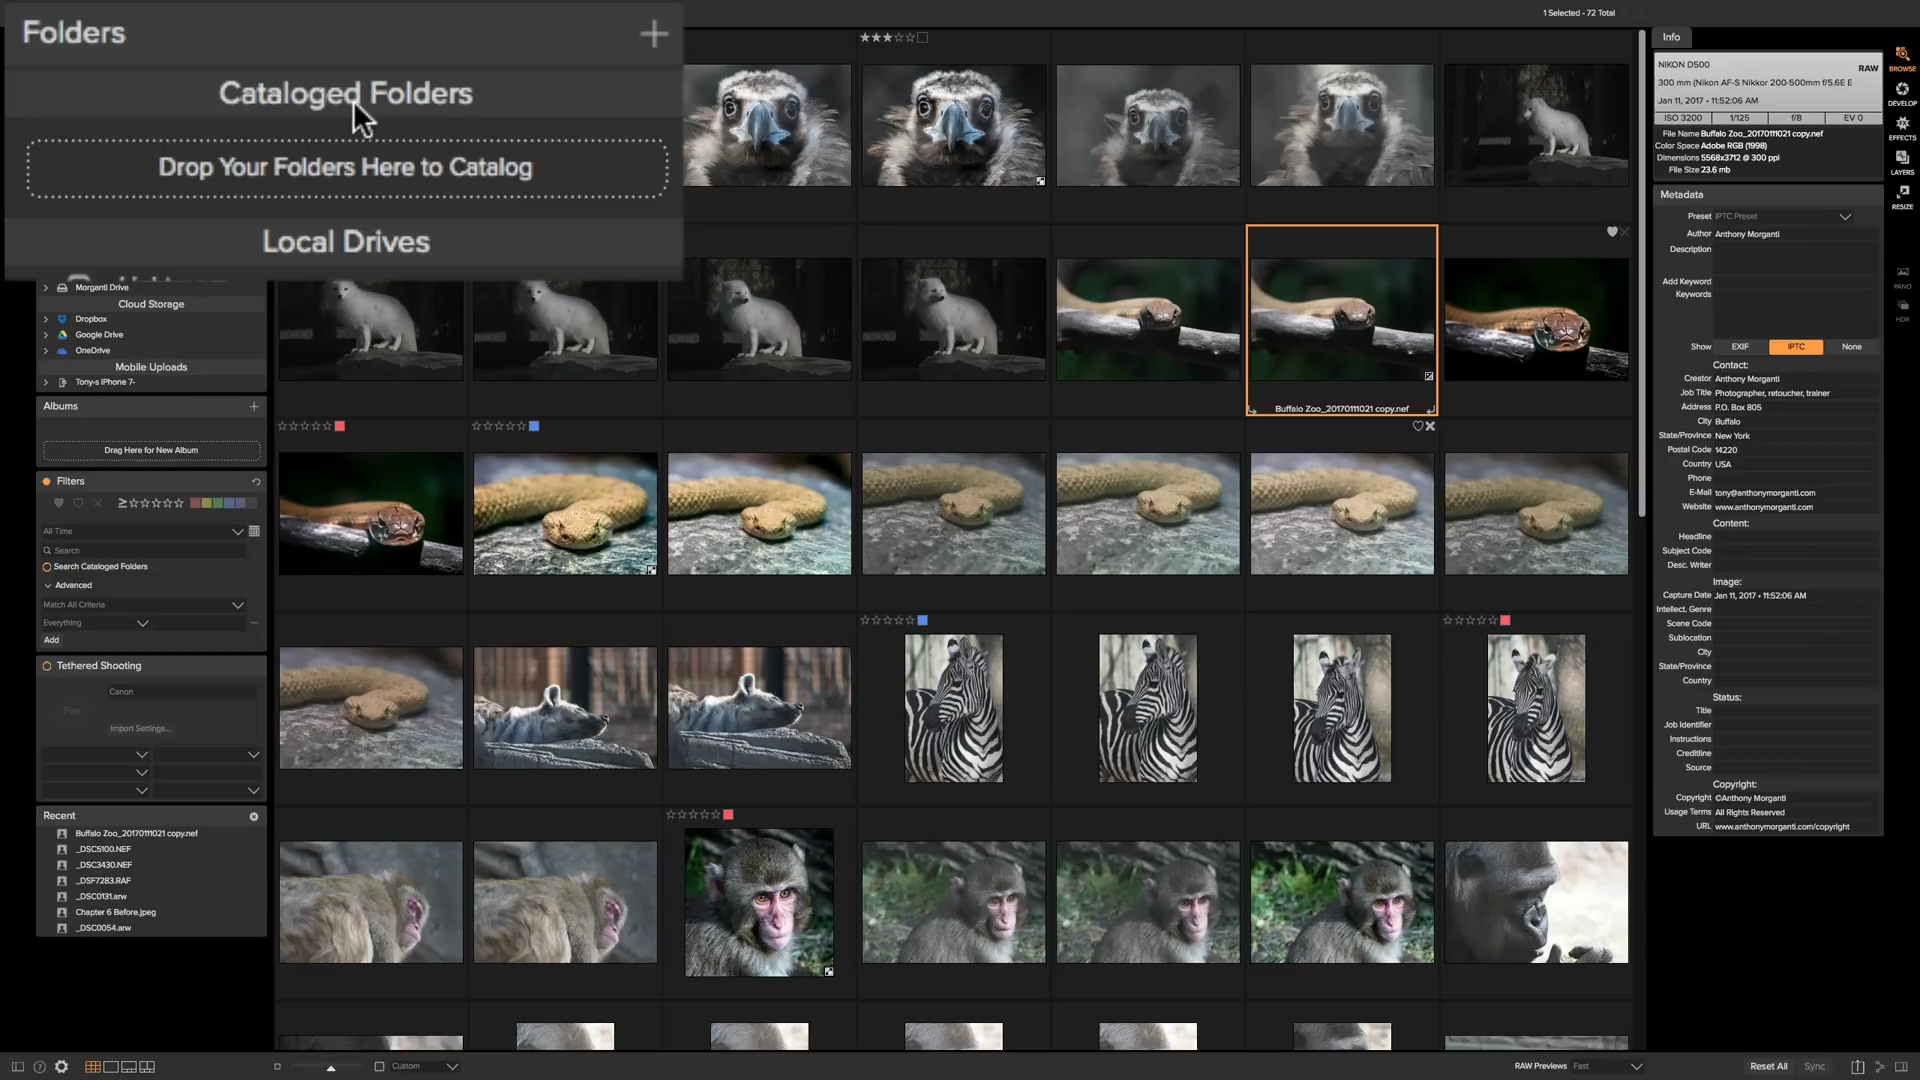 Folders
Cataloged Folders
Drop Your Folders Here to Catalog
Local Drives
Morganti Drive
Cloud Storage
Dropbox
Google Drive
OneDrive
Mobile Uploads
Tony-s iPhone 7-
Albums
Drag Here for New Album
Filters
All Time
Search
Search Cataloged Folders
Advanced
Match All Criteria
Everything
Add
Tethered Shooting
Canon
Fire
Import Settings...
Recent
Buffalo Zoo_20170111021 copy.nef
_DSC5100.NEF
_DSC3430.NEF
_DSF7283.RAF
_DSC0131.arw
Chapter 6 Before.jpeg
_DSC0054.arw
Buffalo Zoo_20170111021 copy.nef
Custom
RAW Previews Fast
Reset All
Sync
1 Selected - 72 Total
Info
NIKON D500
RAW
300 mm (Nikon AF-S Nikkor 200-500mm f/5.6E E
Jan 11, 2017 • 11:52:06 AM
ISO 3200 1/125 f/8 EV 0
File Name Buffalo Zoo_20170111021 copy.nef
Color Space Adobe RGB (1998)
Dimensions 5568x3712 @ 300 ppi
File Size 23.6 mb
Metadata
Preset IPTC Preset
Author Anthony Morganti
Description
Add Keyword
Keywords
Show EXIF IPTC None
Contact:
Creator Anthony Morganti
Job Title Photographer, retoucher, trainer
Address P.O. Box 805
City Buffalo
State/Province New York
Postal Code 14220
Country USA
Phone
E-Mail tony@anthonymorganti.com
Website www.anthonymorganti.com
Content:
Headline
Subject Code
Desc. Writer
Image:
Capture Date Jan 11, 2017 • 11:52:06 AM
Intellect. Genre
Scene Code
Sublocation
City
State/Province
Country
Status:
Title
Job Identifier
Instructions
Creditline
Source
Copyright:
Copyright ©Anthony Morganti
Usage Terms All Rights Reserved
URL www.anthonymorganti.com/copyright
BROWSE
DEVELOP
EFFECTS
LAYERS
RESIZE
PANO
HDR